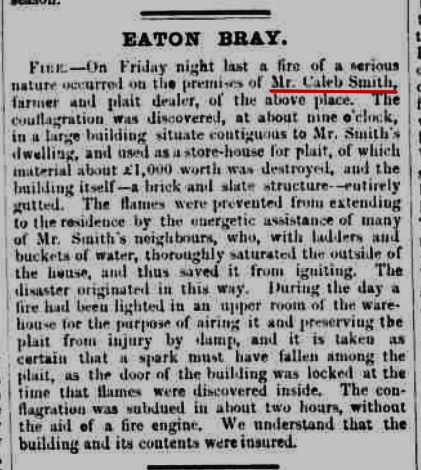 season.
EATON BRAY.
FIRE.—On Friday night last a fire of a serious
nature occurred on the premises of Mr. Caleb Smith,
farmer and plait dealer, of the above place. The
conflagration was discovered, at about nine o'clock,
in a large building situate contiguous to Mr. Smith's
dwelling, and used as a store-house for plait, of which
material about £1,000 worth was destroyed, and the
building itself—a brick and slate structure—entirely
gutted. The flames were prevented from extending
to the residence by the energetic assistance of many
of Mr. Smith's neighbours, who, with ladders and
buckets of water, thoroughly saturated the outside of
the house, and thus saved it from igniting. The
disaster originated in this way. During the day a
fire had been lighted in an upper room of the ware-
house for the purpose of airing it and preserving the
plait from injury by damp, and it is taken as
certain that a spark must have fallen among the
plait, as the door of the building was locked at the
time that flames were discovered inside. The con-
flagration was subdued in about two hours, without
the aid of a fire engine. We understand that the
building and its contents were insured.